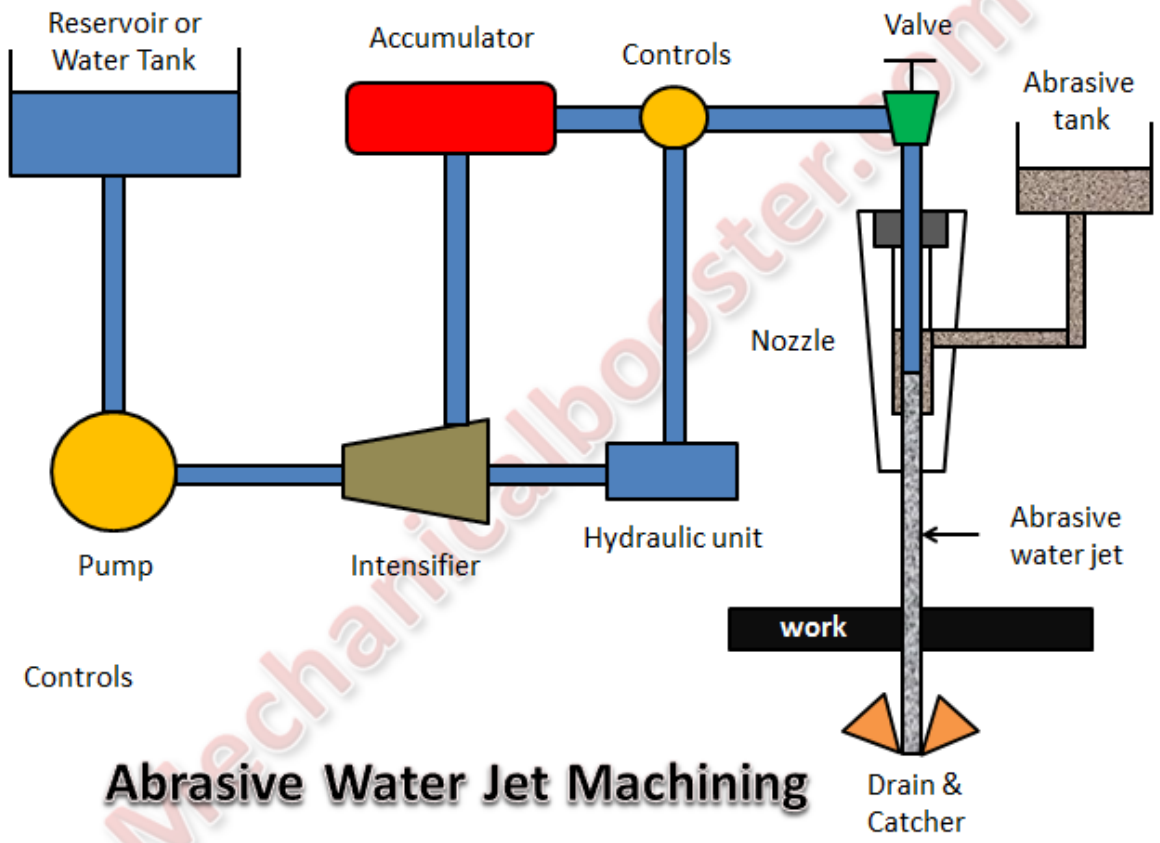 Reservoir or
Water Tank
Accumulator
Controls
Valve
Abrasive
tank
Nozzle
Pump
Intensifier
Hydraulic unit
Abrasive
water jet
work
Controls
Abrasive Water Jet Machining
Drain &
Catcher
Mechanicalbooster.com